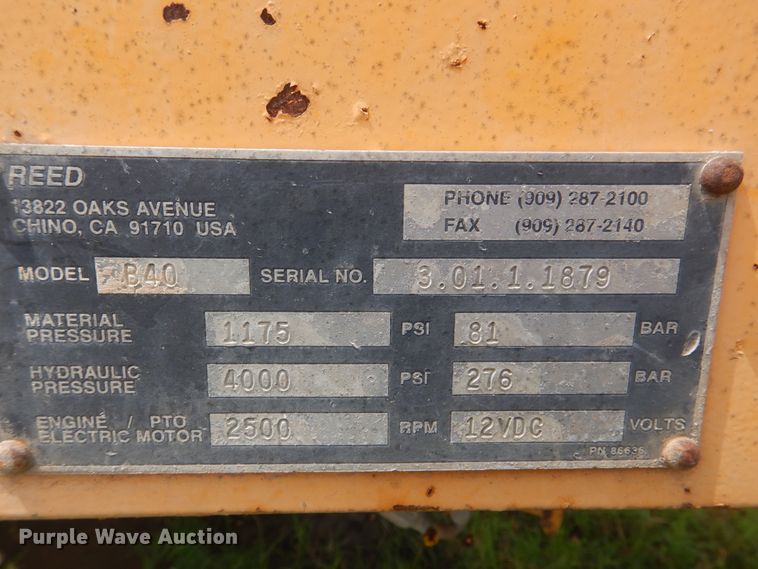 REED
13822 OAKS AVENUE
CHINO, CA 91710 USA
PHONE (909) 287-2100
FAX (909) 287-2140
MODEL B40 SERIAL NO. 3.01.1.1879
MATERIAL PRESSURE 1175 PSI 81 BAR
HYDRAULIC PRESSURE 4000 PSI 276 BAR
ENGINE / PTO
ELECTRIC MOTOR 2500 RPM 12VDC VOLTS
PN 86636
Purple Wave Auction